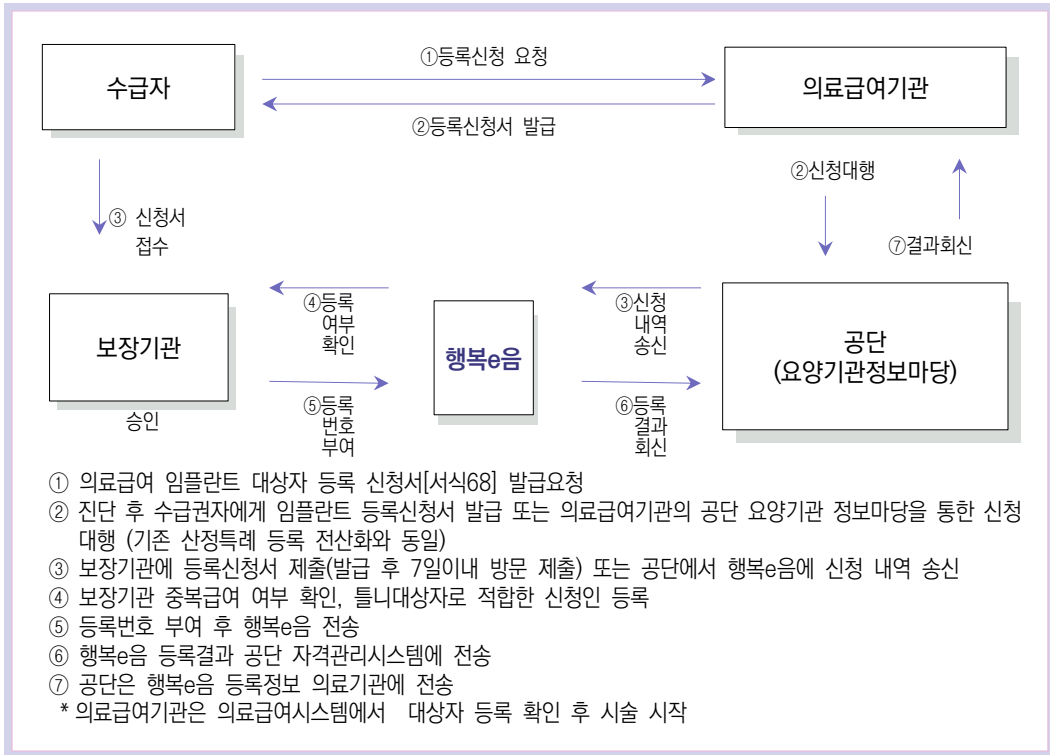 수급자
①등록신청 요청
의료급여기관
②등록신청서 발급
②신청대행
③ 신청서
접수
⑦결과회신
보장기관
승인
④등록
여부
확인
행복e음
③신청
내역
송신
공단
(요양기관정보마당)
⑤등록
번호
부여
⑥등록
결과
회신
① 의료급여 임플란트 대상자 등록 신청서[서식68] 발급요청
② 진단 후 수급권자에게 임플란트 등록신청서 발급 또는 의료급여기관의 공단 요양기관 정보마당을 통한 신청
대행 (기존 산정특례 등록 전산화와 동일)
③ 보장기관에 등록신청서 제출(발급 후 7일이내 방문 제출) 또는 공단에서 행복e음에 신청 내역 송신
④ 보장기관 중복급여 여부 확인, 틀니대상자로 적합한 신청인 등록
⑤ 등록번호 부여 후 행복e음 전송
⑥ 행복e음 등록결과 공단 자격관리시스템에 전송
⑦ 공단은 행복e음 등록정보 의료기관에 전송
* 의료급여기관은 의료급여시스템에서 대상자 등록 확인 후 시술 시작